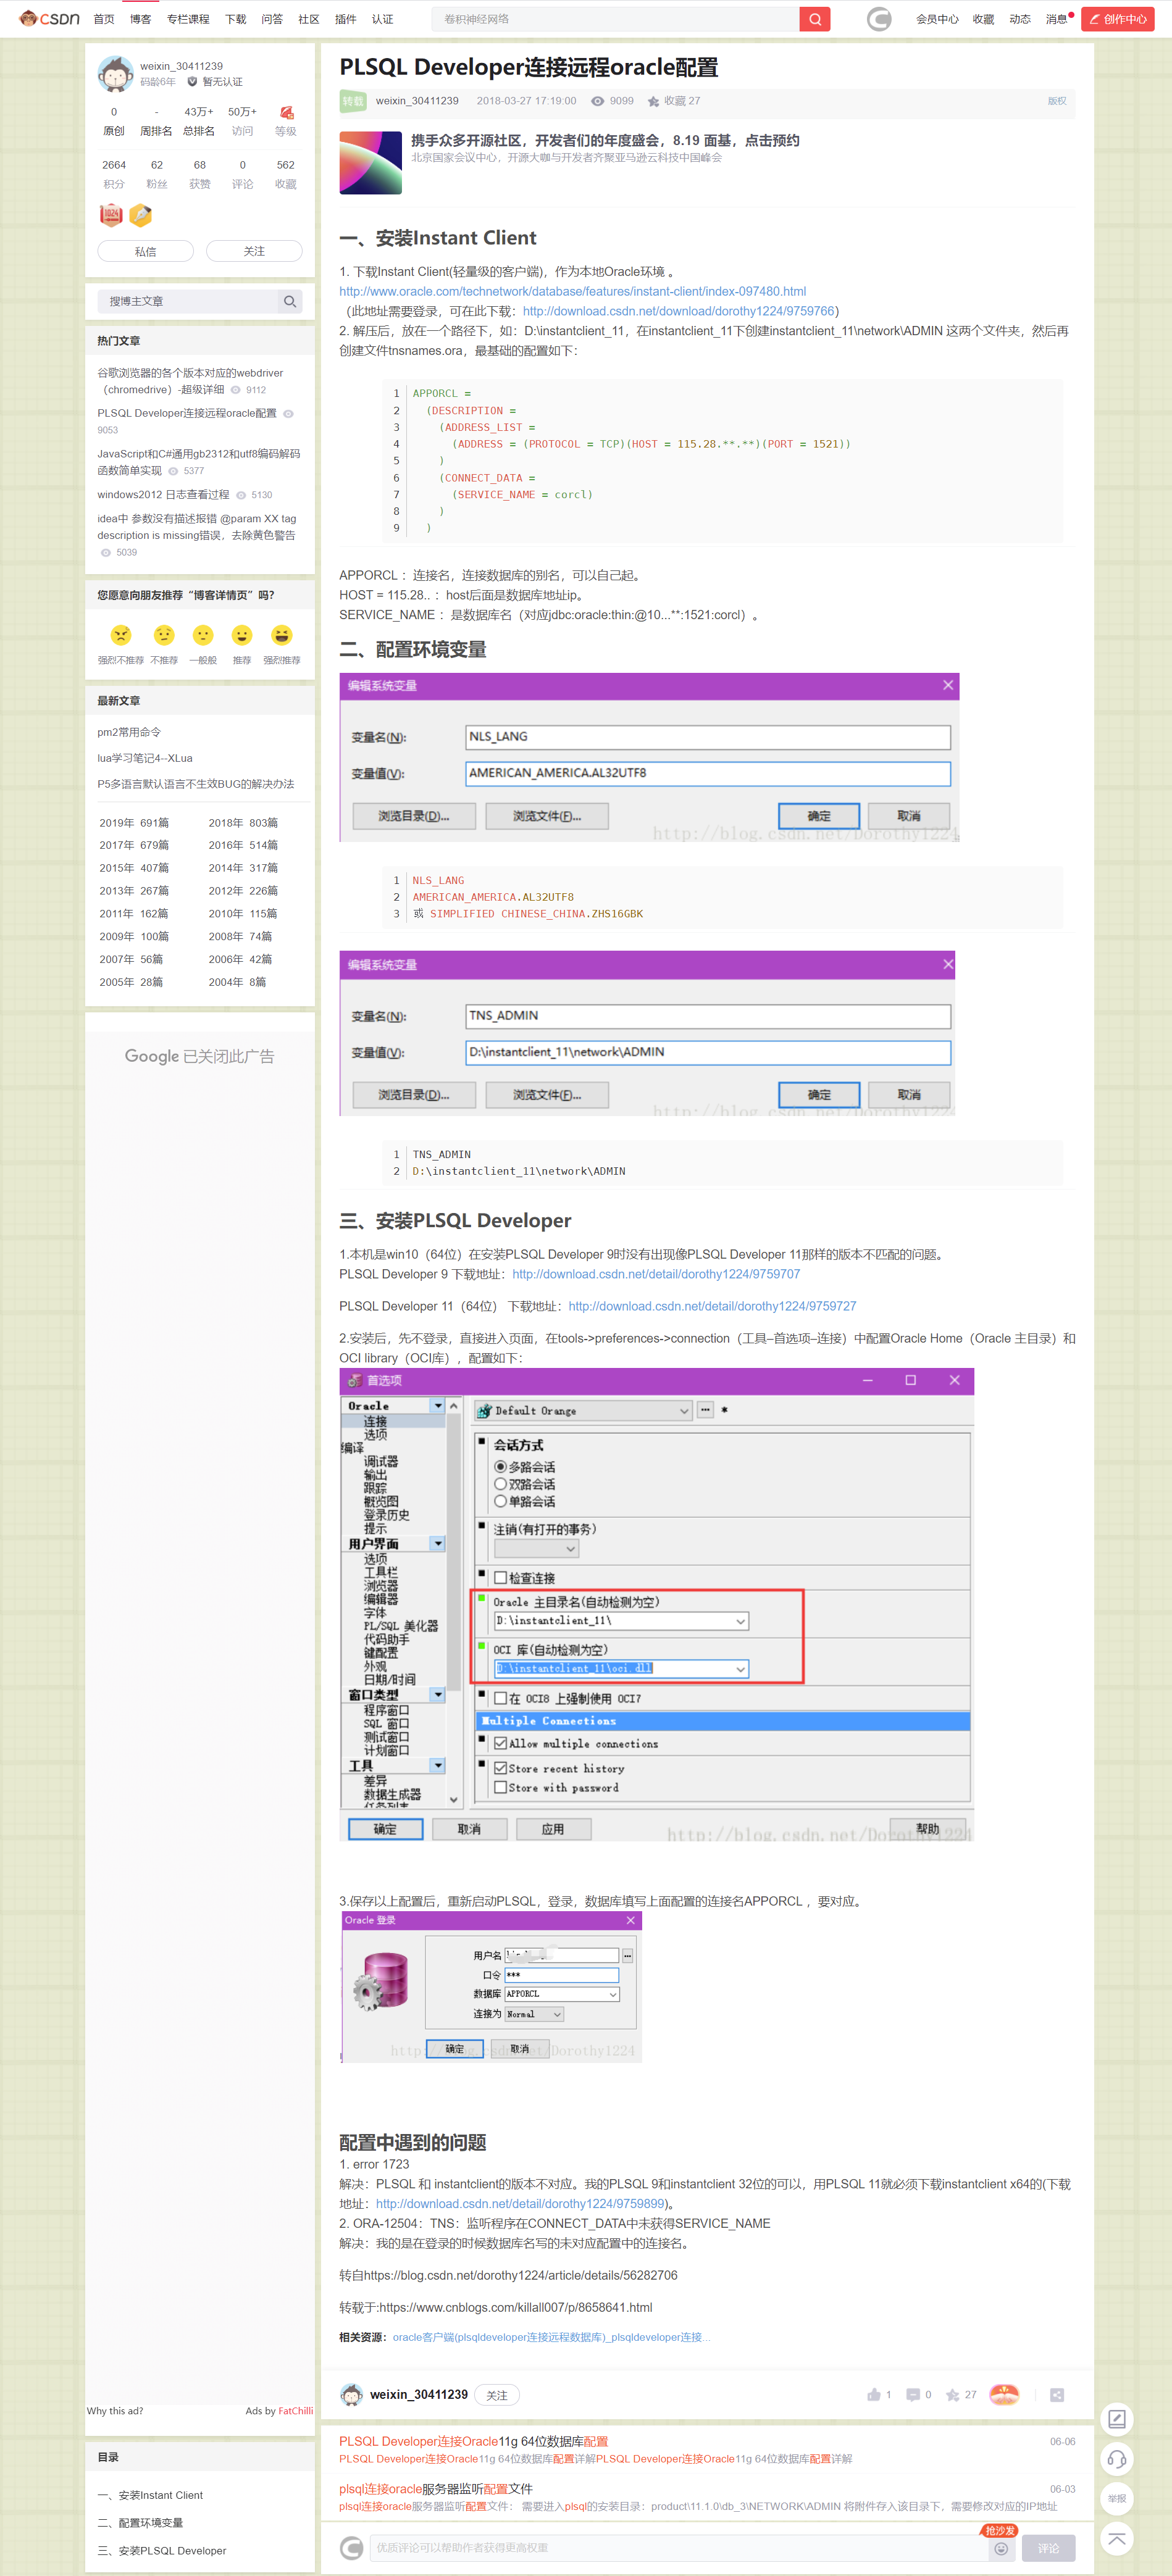 CSDN 首页 博客 专栏课程 下载 问答 社区 插件 认证 卷积神经网络 会员中心 收藏 动态 消息 创作中心
weixin_30411239
码龄6年 暂无认证
0 - 43万+ 50万+
原创 周排名 总排名 访问 等级
2664 62 68 0 562
积分 粉丝 获赞 评论 收藏
1024
私信 关注
搜博主文章
热门文章
谷歌浏览器的各个版本对应的webdriver
（chromedrive）-超级详细 9112
PLSQL Developer连接远程oracle配置
9053
JavaScript和C#通用gb2312和utf8编码解码
函数简单实现 5377
windows2012 日志查看过程 5130
idea中 参数没有描述报错 @param XX tag
description is missing错误，去除黄色警告
5039
您愿意向朋友推荐“博客详情页”吗？
强烈不推荐 不推荐 一般般 推荐 强烈推荐
最新文章
pm2常用命令
lua学习笔记4--XLua
P5多语言默认语言不生效BUG的解决办法
2019年 691篇 2018年 803篇
2017年 679篇 2016年 514篇
2015年 407篇 2014年 317篇
2013年 267篇 2012年 226篇
2011年 162篇 2010年 115篇
2009年 100篇 2008年 74篇
2007年 56篇 2006年 42篇
2005年 28篇 2004年 8篇
Google 已关闭此广告
Why this ad? Ads by FatChilli
目录
一、安装Instant Client
二、配置环境变量
三、安装PLSQL Developer
PLSQL Developer连接远程oracle配置
转载 weixin_30411239 2018-03-27 17:19:00 9099 收藏 27 版权
携手众多开源社区，开发者们的年度盛会，8.19 面基，点击预约
北京国家会议中心，开源大咖与开发者齐聚亚马逊云科技中国峰会
一、安装Instant Client
1. 下载Instant Client(轻量级的客户端)，作为本地Oracle环境 。
http://www.oracle.com/technetwork/database/features/instant-client/index-097480.html
（此地址需要登录，可在此下载：http://download.csdn.net/download/dorothy1224/9759766）
2. 解压后，放在一个路径下，如：D:\instantclient_11，在instantclient_11下创建instantclient_11\network\ADMIN 这两个文件夹，然后再
创建文件tnsnames.ora，最基础的配置如下：
1 APPORCL =
2 (DESCRIPTION =
3 (ADDRESS_LIST =
4 (ADDRESS = (PROTOCOL = TCP)(HOST = 115.28.**.**)(PORT = 1521))
5 )
6 (CONNECT_DATA =
7 (SERVICE_NAME = corcl)
8 )
9 )
APPORCL ：连接名，连接数据库的别名，可以自己起。
HOST = 115.28.. ：host后面是数据库地址ip。
SERVICE_NAME ：是数据库名（对应jdbc:oracle:thin:@10...**:1521:corcl）。
二、配置环境变量
编辑系统变量
变量名(N): NLS_LANG
变量值(V): AMERICAN_AMERICA.AL32UTF8
浏览目录(D)... 浏览文件(F)... 确定 取消
http://blog.csdn.net/Dorothy1224
1 NLS_LANG
2 AMERICAN_AMERICA.AL32UTF8
3 或 SIMPLIFIED CHINESE_CHINA.ZHS16GBK
编辑系统变量
变量名(N): TNS_ADMIN
变量值(V): D:\instantclient_11\network\ADMIN
浏览目录(D)... 浏览文件(F)... 确定 取消
http://blog.csdn.net/Dorothy1224
1 TNS_ADMIN
2 D:\instantclient_11\network\ADMIN
三、安装PLSQL Developer
1.本机是win10（64位）在安装PLSQL Developer 9时没有出现像PLSQL Developer 11那样的版本不匹配的问题。
PLSQL Developer 9 下载地址：http://download.csdn.net/detail/dorothy1224/9759707
PLSQL Developer 11（64位） 下载地址：http://download.csdn.net/detail/dorothy1224/9759727
2.安装后，先不登录，直接进入页面，在tools->preferences->connection（工具–首选项–连接）中配置Oracle Home（Oracle 主目录）和
OCI library（OCI库）, 配置如下：
首选项
Oracle
连接
选项
编译
调试器
输出
跟踪
概览图
登录历史
提示
用户界面
选项
工具栏
浏览器
编辑器
字体
PL/SQL 美化器
代码助手
键配置
外观
日期/时间
窗口类型
程序窗口
SQL 窗口
测试窗口
计划窗口
工具
差异
数据生成器
任务列表
Default Orange ... *
会话方式
多路会话
双路会话
单路会话
注销(有打开的事务)
检查连接
Oracle 主目录名(自动检测为空)
D:\instantclient_11\
OCI 库(自动检测为空)
D:\instantclient_11\oci.dll
在 OCI8 上强制使用 OCI7
Multiple Connections
Allow multiple connections
Store recent history
Store with password
确定 取消 应用 帮助
http://blog.csdn.net/Dorothy1224
3.保存以上配置后，重新启动PLSQL，登录，数据库填写上面配置的连接名APPORCL ，要对应。
Oracle 登录
用户名
口令 ***
数据库 APPORCL
连接为 Normal
确定 取消
http://blog.csdn.net/Dorothy1224
配置中遇到的问题
1. error 1723
解决：PLSQL 和 instantclient的版本不对应。我的PLSQL 9和instantclient 32位的可以，用PLSQL 11就必须下载instantclient x64的(下载
地址：http://download.csdn.net/detail/dorothy1224/9759899)。
2. ORA-12504：TNS：监听程序在CONNECT_DATA中未获得SERVICE_NAME
解决：我的是在登录的时候数据库名写的未对应配置中的连接名。
转自https://blog.csdn.net/dorothy1224/article/details/56282706
转载于:https://www.cnblogs.com/killall007/p/8658641.html
相关资源：oracle客户端(plsqldeveloper连接远程数据库)_plsqldeveloper连接...
weixin_30411239 关注 1 0 27
PLSQL Developer连接Oracle11g 64位数据库配置 06-06
PLSQL Developer连接Oracle11g 64位数据库配置详解PLSQL Developer连接Oracle11g 64位数据库配置详解
plsql连接oracle服务器监听配置文件 06-03
plsql连接oracle服务器监听配置文件： 需要进入plsql的安装目录：product\11.1.0\db_3\NETWORK\ADMIN 将附件存入该目录下，需要修改对应的IP地址
抢沙发
优质评论可以帮助作者获得更高权重 评论
举报